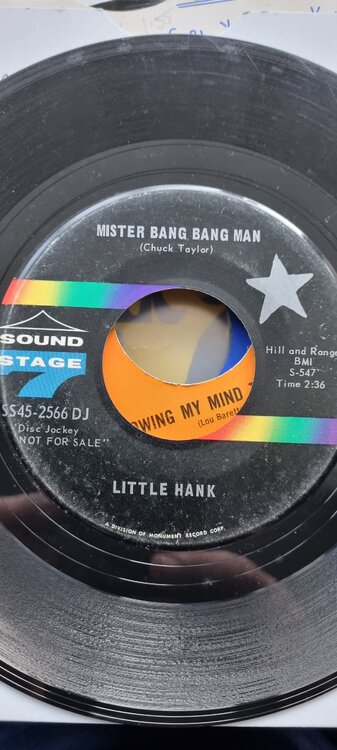 MISTER BANG BANG MAN
(Chuck Taylor)
SOUND
STAGE
7
Hill and Range
BMI
S-547
Time 2:36
SS45-2566 DJ
"Disc Jockey
NOT FOR SALE"
WING MY MIND
(Lou Barett
LITTLE HANK
A DIVISION OF MONUMENT RECORD CORP.